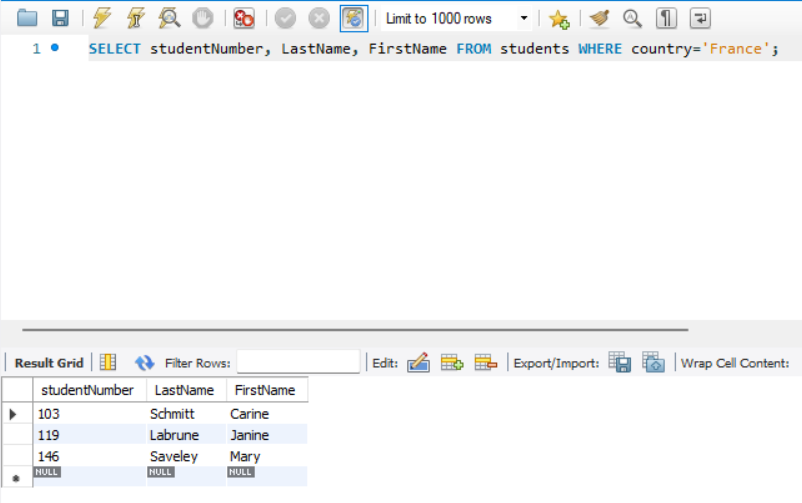 Limit to 1000 rows
1 SELECT studentNumber, LastName, FirstName FROM students WHERE country='France';
Result Grid Filter Rows: Edit: Export/Import: Wrap Cell Content:
studentNumber LastName FirstName
103 Schmitt Carine
119 Labrune Janine
146 Saveley Mary
NULL NULL NULL